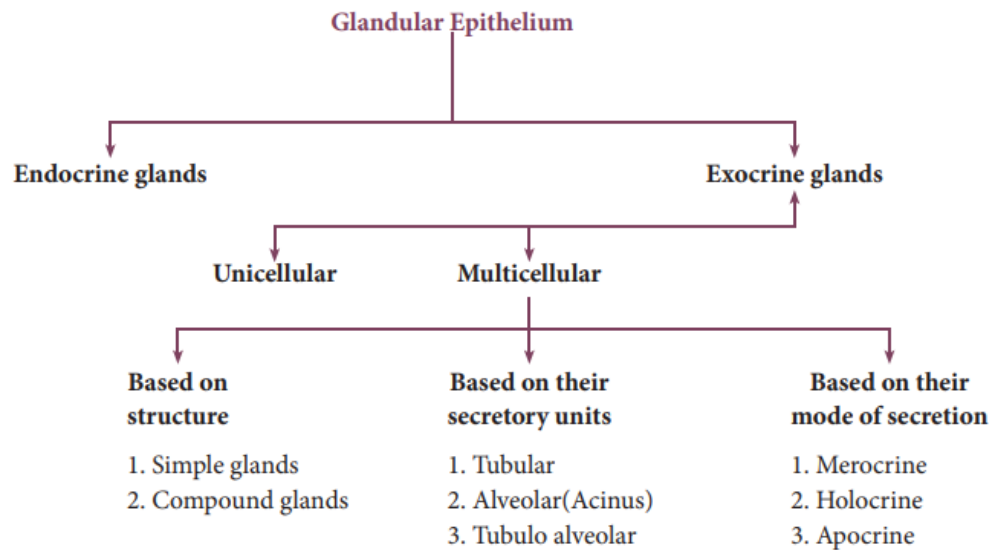 Glandular Epithelium
Endocrine glands
Exocrine glands
Unicellular
Multicellular
Based on
structure
1. Simple glands
2. Compound glands
Based on their
secretory units
1. Tubular
2. Alveolar(Acinus)
3. Tubulo alveolar
Based on their
mode of secretion
1. Merocrine
2. Holocrine
3. Apocrine